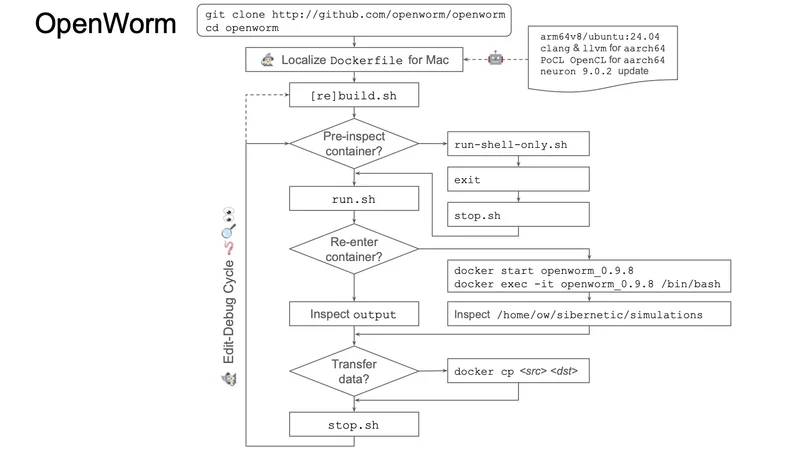 OpenWorm
git clone http://github.com/openworm/openworm
cd openworm
Localize Dockerfile for Mac
arm64v8/ubuntu:24.04
clang & llvm for aarch64
PoCL OpenCL for aarch64
neuron 9.0.2 update
[re]build.sh
Pre-inspect
container?
run-shell-only.sh
exit
stop.sh
run.sh
Re-enter
container?
docker start openworm_0.9.8
docker exec -it openworm_0.9.8 /bin/bash
Inspect output
Inspect /home/ow/sibernetic/simulations
Transfer
data?
docker cp <src> <dst>
stop.sh
Edit-Debug Cycle